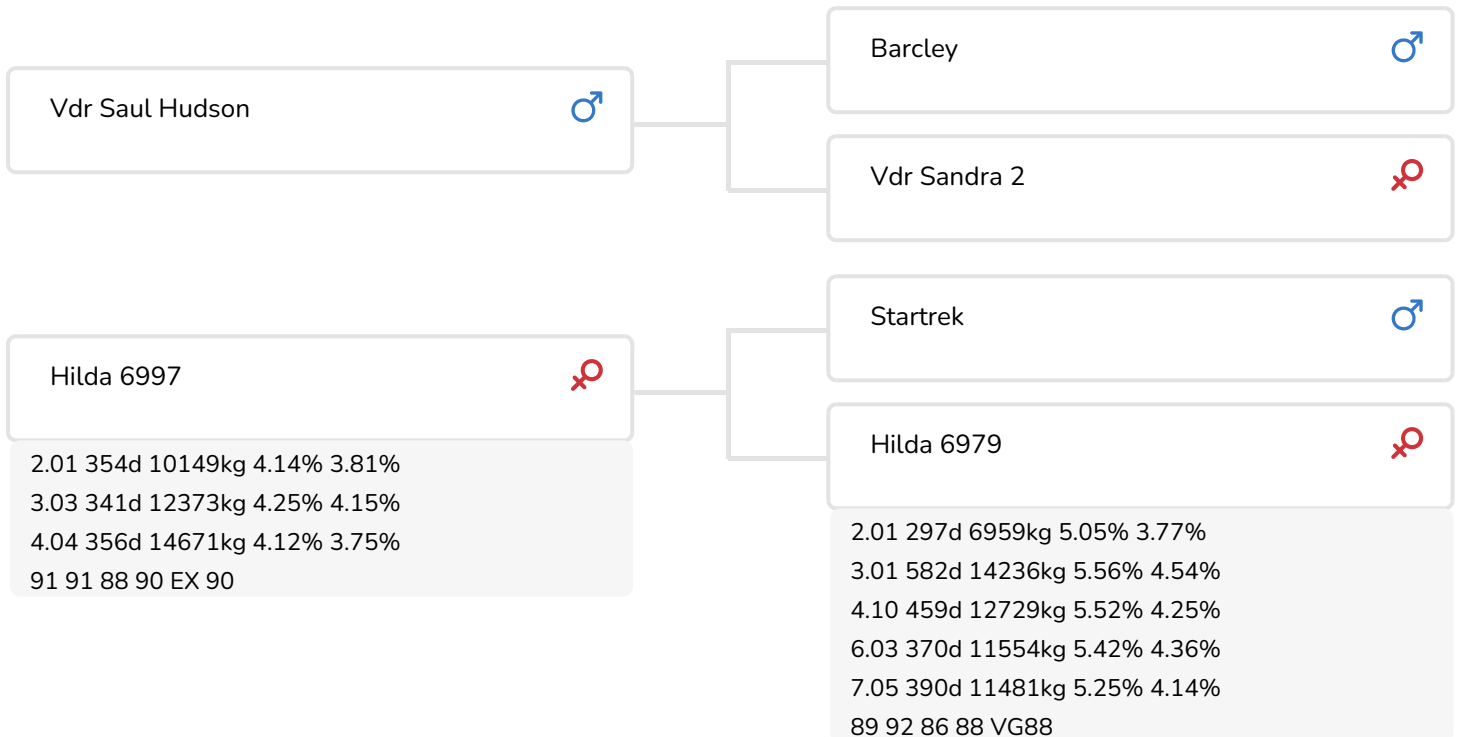 Vdr Saul Hudson
Barcley
Vdr Sandra 2
Hilda 6997
2.01 354d 10149kg 4.14% 3.81%
3.03 341d 12373kg 4.25% 4.15%
4.04 356d 14671kg 4.12% 3.75%
91 91 88 90 EX 90
Startrek
Hilda 6979
2.01 297d 6959kg 5.05% 3.77%
3.01 582d 14236kg 5.56% 4.54%
4.10 459d 12729kg 5.52% 4.25%
6.03 370d 11554kg 5.42% 4.36%
7.05 390d 11481kg 5.25% 4.14%
89 92 86 88 VG88